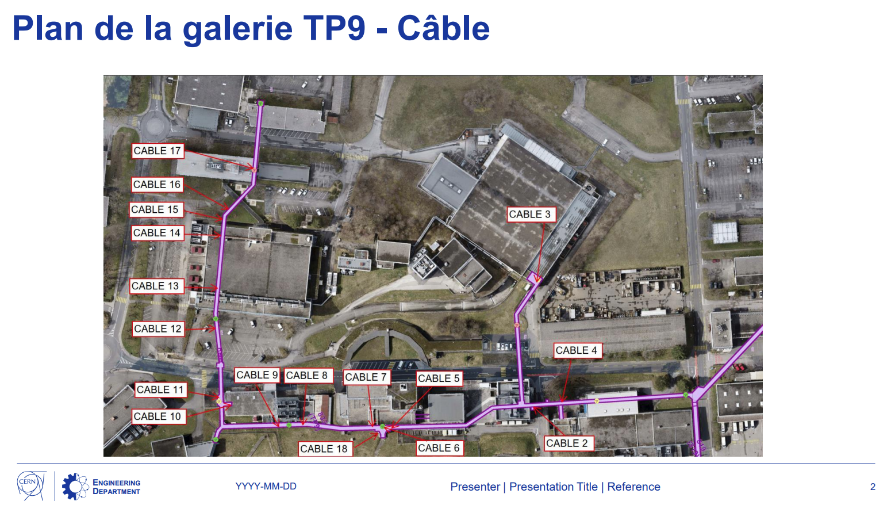 Plan de la galerie TP9 - Câble
CABLE 17
CABLE 16
CABLE 15
CABLE 14
CABLE 3
CABLE 13
CABLE 12
CABLE 4
CABLE 9
CABLE 8
CABLE 7
CABLE 5
CABLE 11
CABLE 10
CABLE 18
CABLE 6
CABLE 2
CERN
ENGINEERING
DEPARTMENT
YYYY-MM-DD
Presenter | Presentation Title | Reference
2